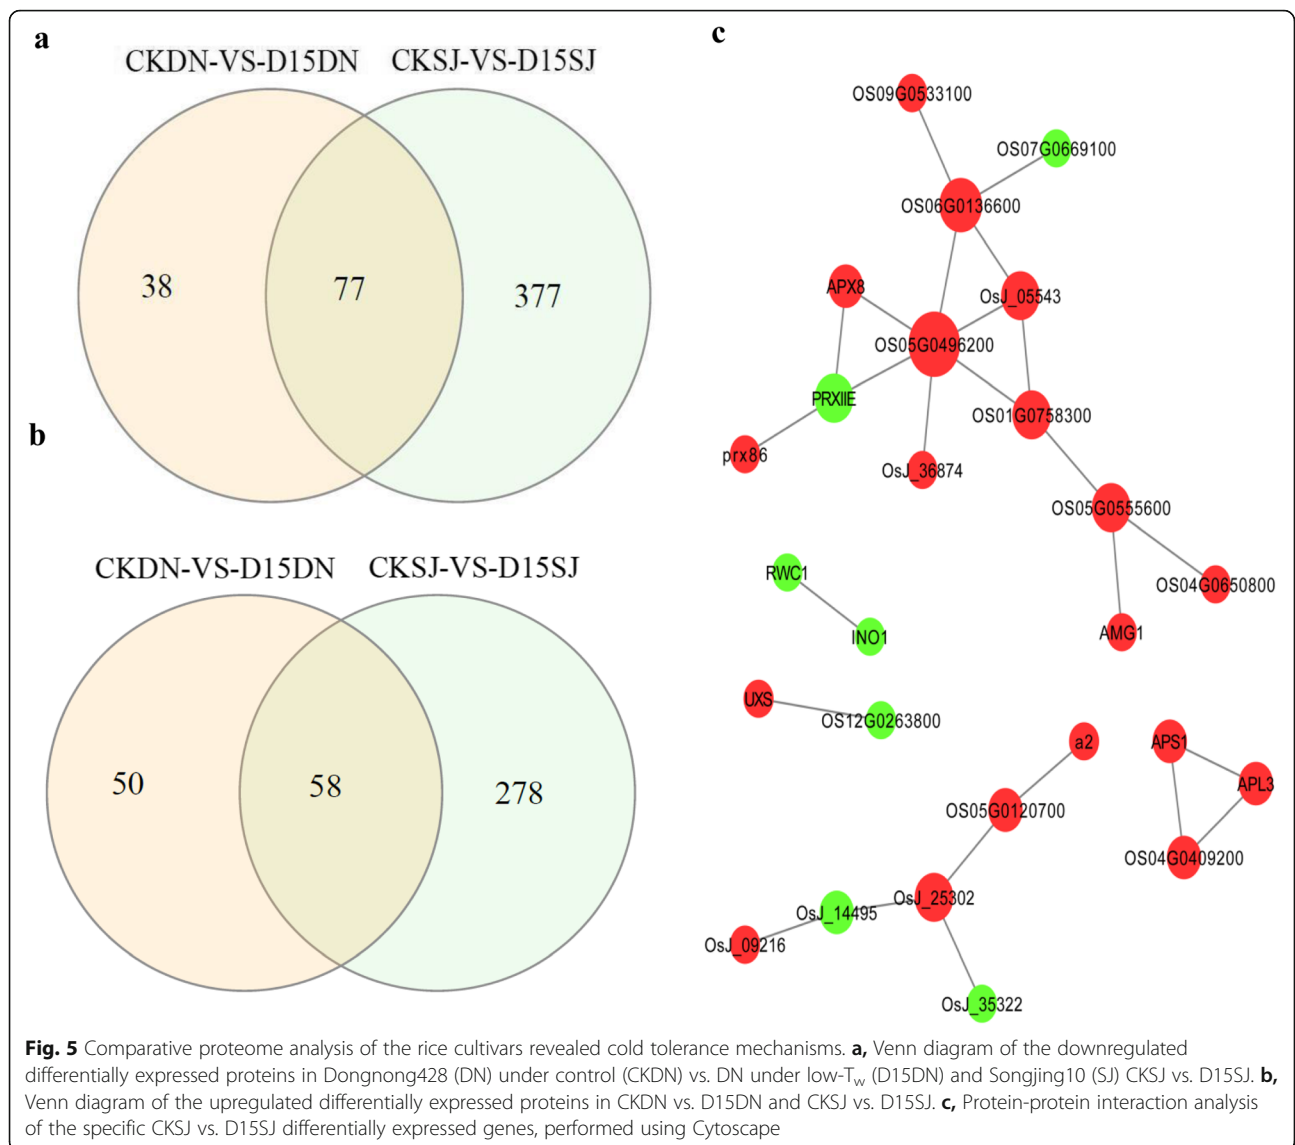 a
CKDN-VS-D15DN
CKSJ-VS-D15SJ
38
77
377
b
CKDN-VS-D15DN
CKSJ-VS-D15SJ
50
58
278
c
OS09G0533100
OS07G0669100
OS06G0136600
APX8
OsJ_05543
OS05G0496200
PRXIIE
OS01G0758300
prx86
OsJ_36874
OS05G0555600
OS04G0650800
AMG1
RWC1
INO1
UXS
OS12G0263800
a2
APS1
APL3
OS05G0120700
OS04G0409200
OsJ_25302
OsJ_14495
OsJ_09216
OsJ_35322
Fig. 5 Comparative proteome analysis of the rice cultivars revealed cold tolerance mechanisms. a, Venn diagram of the downregulated
differentially expressed proteins in Dongnong428 (DN) under control (CKDN) vs. DN under low-Tw (D15DN) and Songjing10 (SJ) CKSJ vs. D15SJ. b,
Venn diagram of the upregulated differentially expressed proteins in CKDN vs. D15DN and CKSJ vs. D15SJ. c, Protein-protein interaction analysis
of the specific CKSJ vs. D15SJ differentially expressed genes, performed using Cytoscape